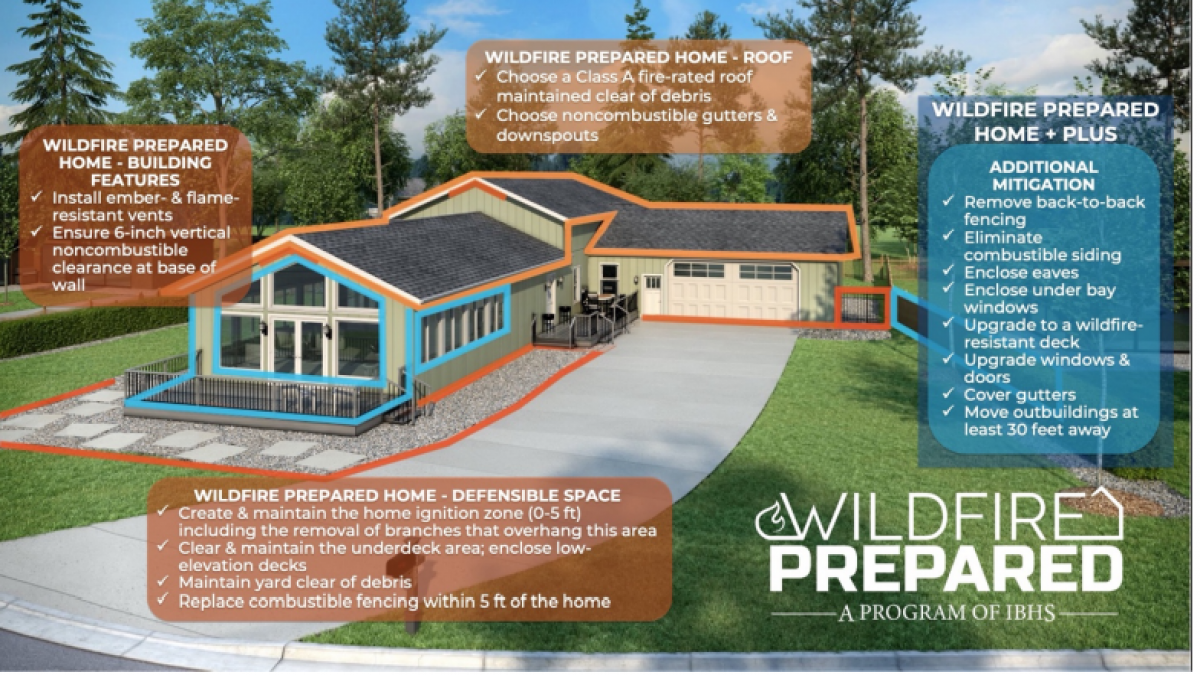 WILDFIRE PREPARED HOME - ROOF
✓ Choose a Class A fire-rated roof
maintained clear of debris
✓ Choose noncombustible gutters &
downspouts
WILDFIRE PREPARED
HOME - BUILDING
FEATURES
✓ Install ember- & flame-
resistant vents
✓ Ensure 6-inch vertical
noncombustible
clearance at base of
wall
WILDFIRE PREPARED
HOME + PLUS
ADDITIONAL
MITIGATION
✓ Remove back-to-back
fencing
✓ Eliminate
combustible siding
✓ Enclose eaves
✓ Enclose under bay
windows
✓ Upgrade to a wildfire-
resistant deck
✓ Upgrade windows &
doors
✓ Cover gutters
✓ Move outbuildings at
least 30 feet away
WILDFIRE PREPARED HOME - DEFENSIBLE SPACE
✓ Create & maintain the home ignition zone (0-5 ft)
including the removal of branches that overhang this area
✓ Clear & maintain the underdeck area; enclose low-
elevation decks
✓ Maintain yard clear of debris
✓ Replace combustible fencing within 5 ft of the home
WILDFIRE
PREPARED
A PROGRAM OF IBHS